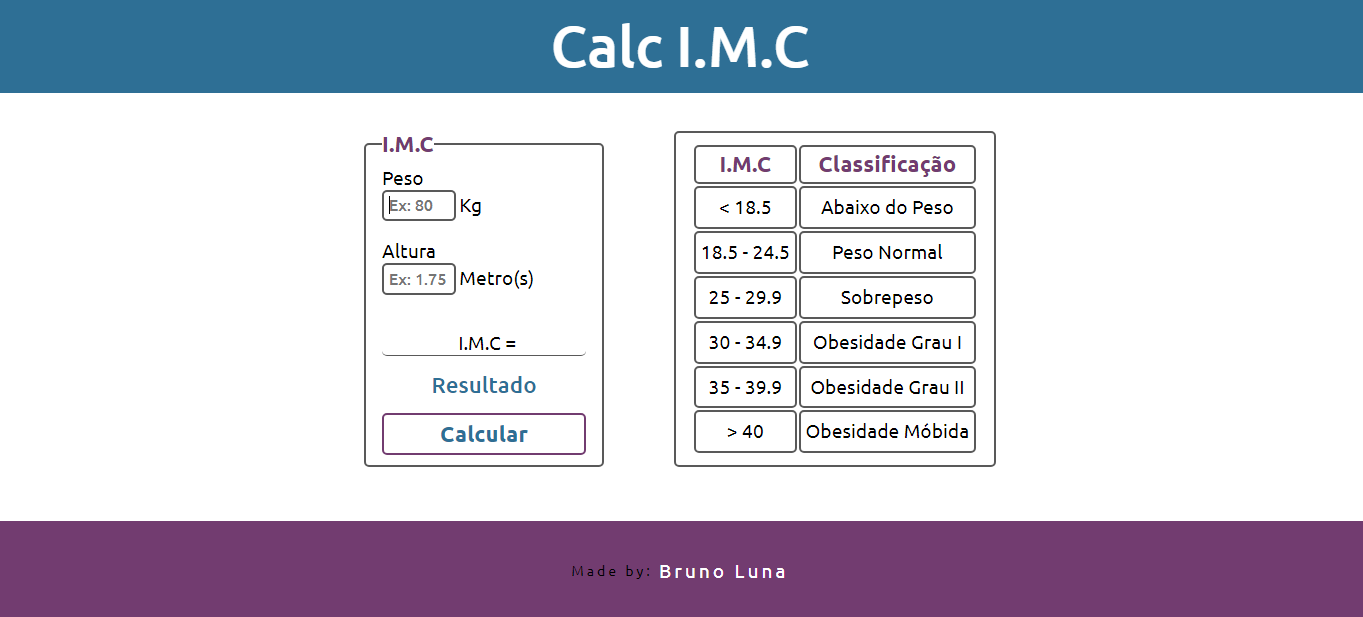 Calc I.M.C
I.M.C
Peso
Ex: 80 Kg
Altura
Ex: 1.75 Metro(s)
I.M.C =
Resultado
Calcular
I.M.C Classificação
< 18.5 Abaixo do Peso
18.5 - 24.5 Peso Normal
25 - 29.9 Sobrepeso
30 - 34.9 Obesidade Grau I
35 - 39.9 Obesidade Grau II
> 40 Obesidade Móbida
Made by: Bruno Luna